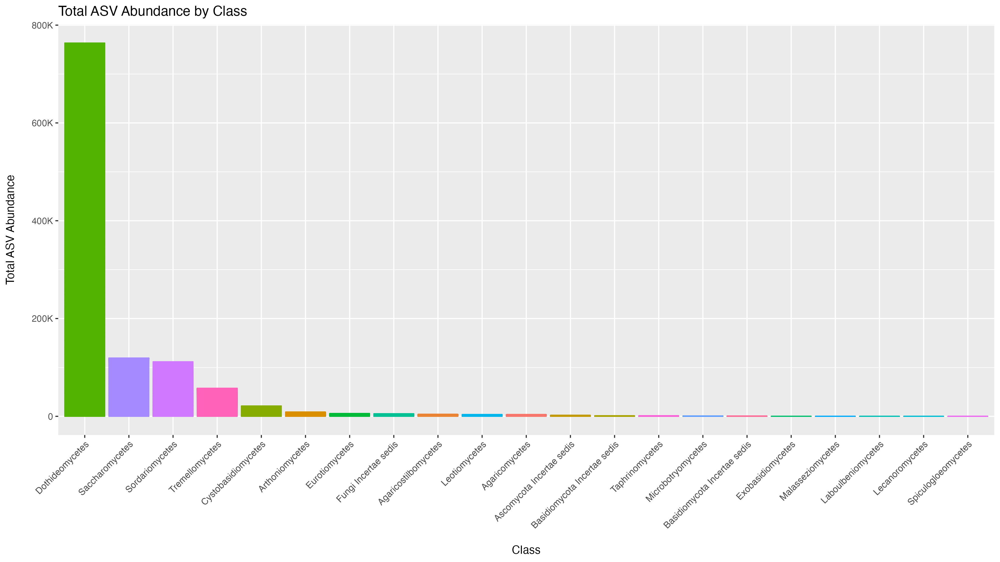 Total ASV Abundance by Class
Total ASV Abundance
800K
600K
400K
200K
0
Dothideomycetes
Saccharomycetes
Sordariomycetes
Tremellomycetes
Cystobasidiomycetes
Arthoniomycetes
Eurotiomycetes
Fungi Incertae sedis
Agaricostilbomycetes
Leotiomycetes
Agaricomycetes
Ascomycota Incertae sedis
Basidiomycota Incertae sedis
Taphrinomycetes
Microbotryomycetes
Basidiomycota Incertae sedis
Exobasidiomycetes
Malasseziomycetes
Laboulbeniomycetes
Lecanoromycetes
Spiculogloeomycetes
Class